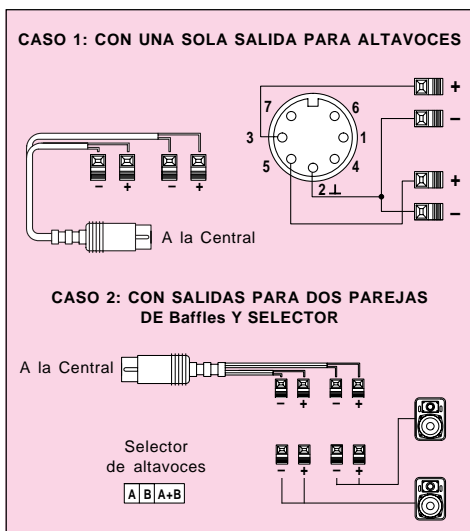 CASO 1: CON UNA SOLA SALIDA PARA ALTAVOCES
+
7
6
–
3
1
5
4
– + – +
2 ⊥
+
–
A la Central
CASO 2: CON SALIDAS PARA DOS PAREJAS
DE Baffles Y SELECTOR
A la Central
– + – +
Selector
de altavoces
– + – +
A B A+B